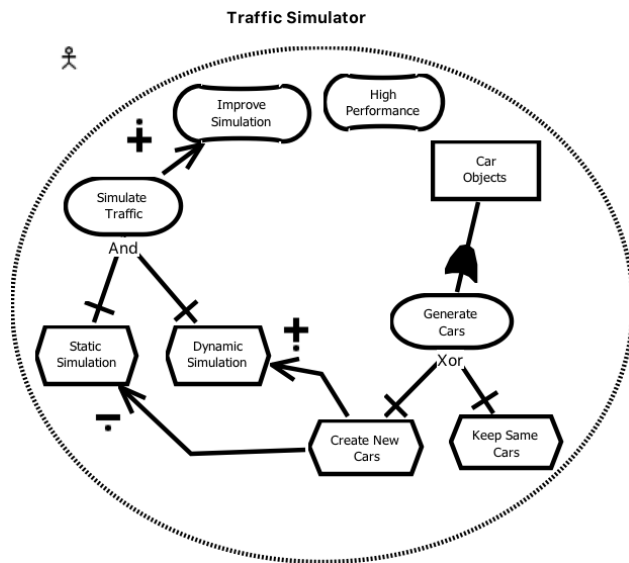 Traffic Simulator
Improve
Simulation
High
Performance
Car
Objects
Simulate
Traffic
And
Static
Simulation
Dynamic
Simulation
Generate
Cars
Xor
Create New
Cars
Keep Same
Cars